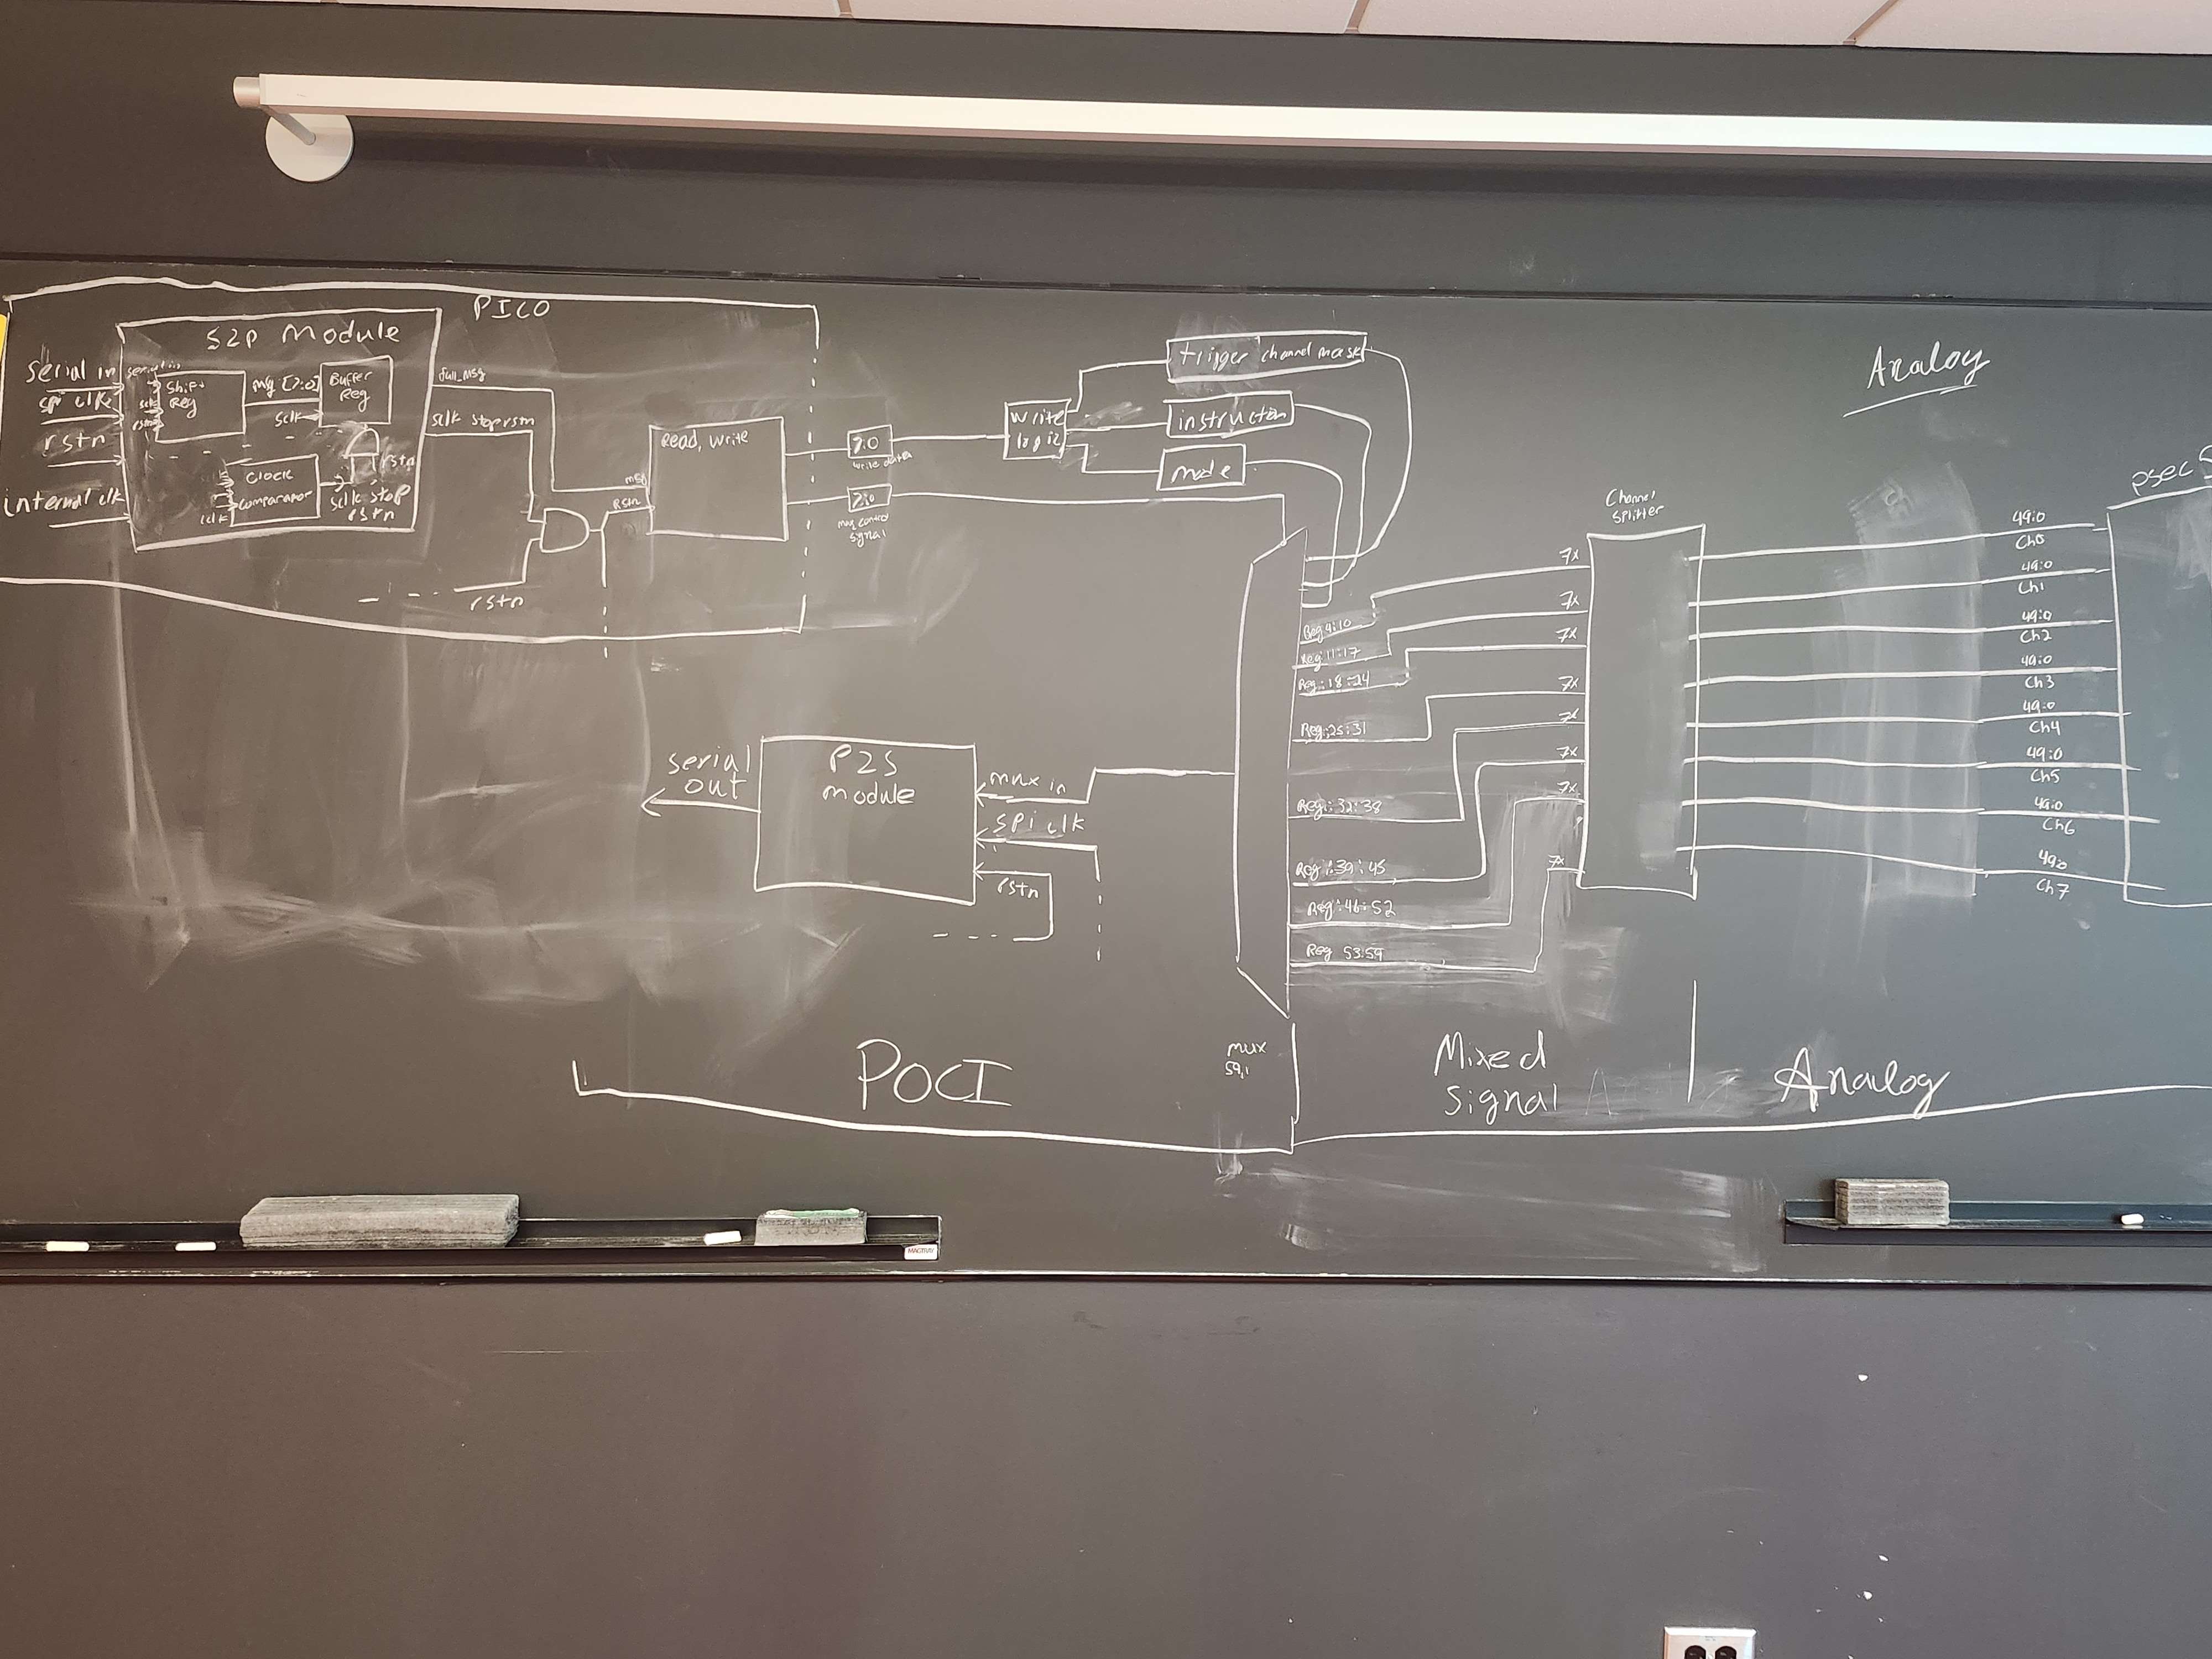 PICO
S2P Module
serial in
spi clk
rstn
internal clk
serial in
Shift
Reg
sclk
rstn
msg [7:0]
Buffer
Reg
sclk
rstn
Clock
comparator
sclk
sclk stop
rstn
full_msg
sclk stop rstn
Read, write
msg
Rstn
rstn
7:0
write data
7:0
mux control
signal
write
logic
trigger channel mask
instruction
mode
Analog
Channel
Splitter
psec 5
7x
7x
7x
7x
7x
7x
7x
7x
Reg 4:10
Reg: 11:17
Reg: 18:24
Reg: 25:31
Reg: 32:38
Reg: 39:45
Reg: 46:52
Reg 53:59
49:0
Ch0
49:0
Ch1
49:0
Ch2
49:0
Ch3
49:0
Ch4
49:0
Ch5
49:0
Ch6
49:0
Ch7
serial
out
P2S
module
mux in
spi clk
rstn
POCI
mux
59:1
Mixed
Signal
Analog
MAGTRAY